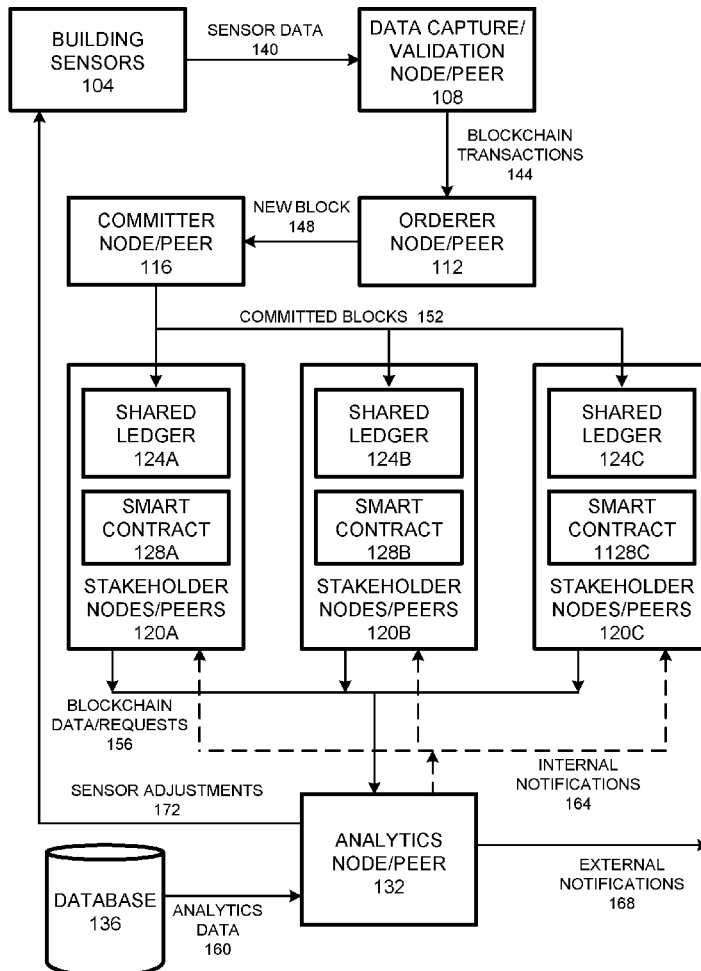 BUILDING
SENSORS
104
SENSOR DATA
140
DATA CAPTURE/
VALIDATION
NODE/PEER
108
BLOCKCHAIN
TRANSACTIONS
144
COMMITTER
NODE/PEER
116
NEW BLOCK
148
ORDERER
NODE/PEER
112
COMMITTED BLOCKS 152
SHARED
LEDGER
124A
SMART
CONTRACT
128A
STAKEHOLDER
NODES/PEERS
120A
SHARED
LEDGER
124B
SMART
CONTRACT
128B
STAKEHOLDER
NODES/PEERS
120B
SHARED
LEDGER
124C
SMART
CONTRACT
1128C
STAKEHOLDER
NODES/PEERS
120C
BLOCKCHAIN
DATA/REQUESTS
156
INTERNAL
NOTIFICATIONS
164
SENSOR ADJUSTMENTS
172
ANALYTICS
NODE/PEER
132
EXTERNAL
NOTIFICATIONS
168
DATABASE
136
ANALYTICS
DATA
160